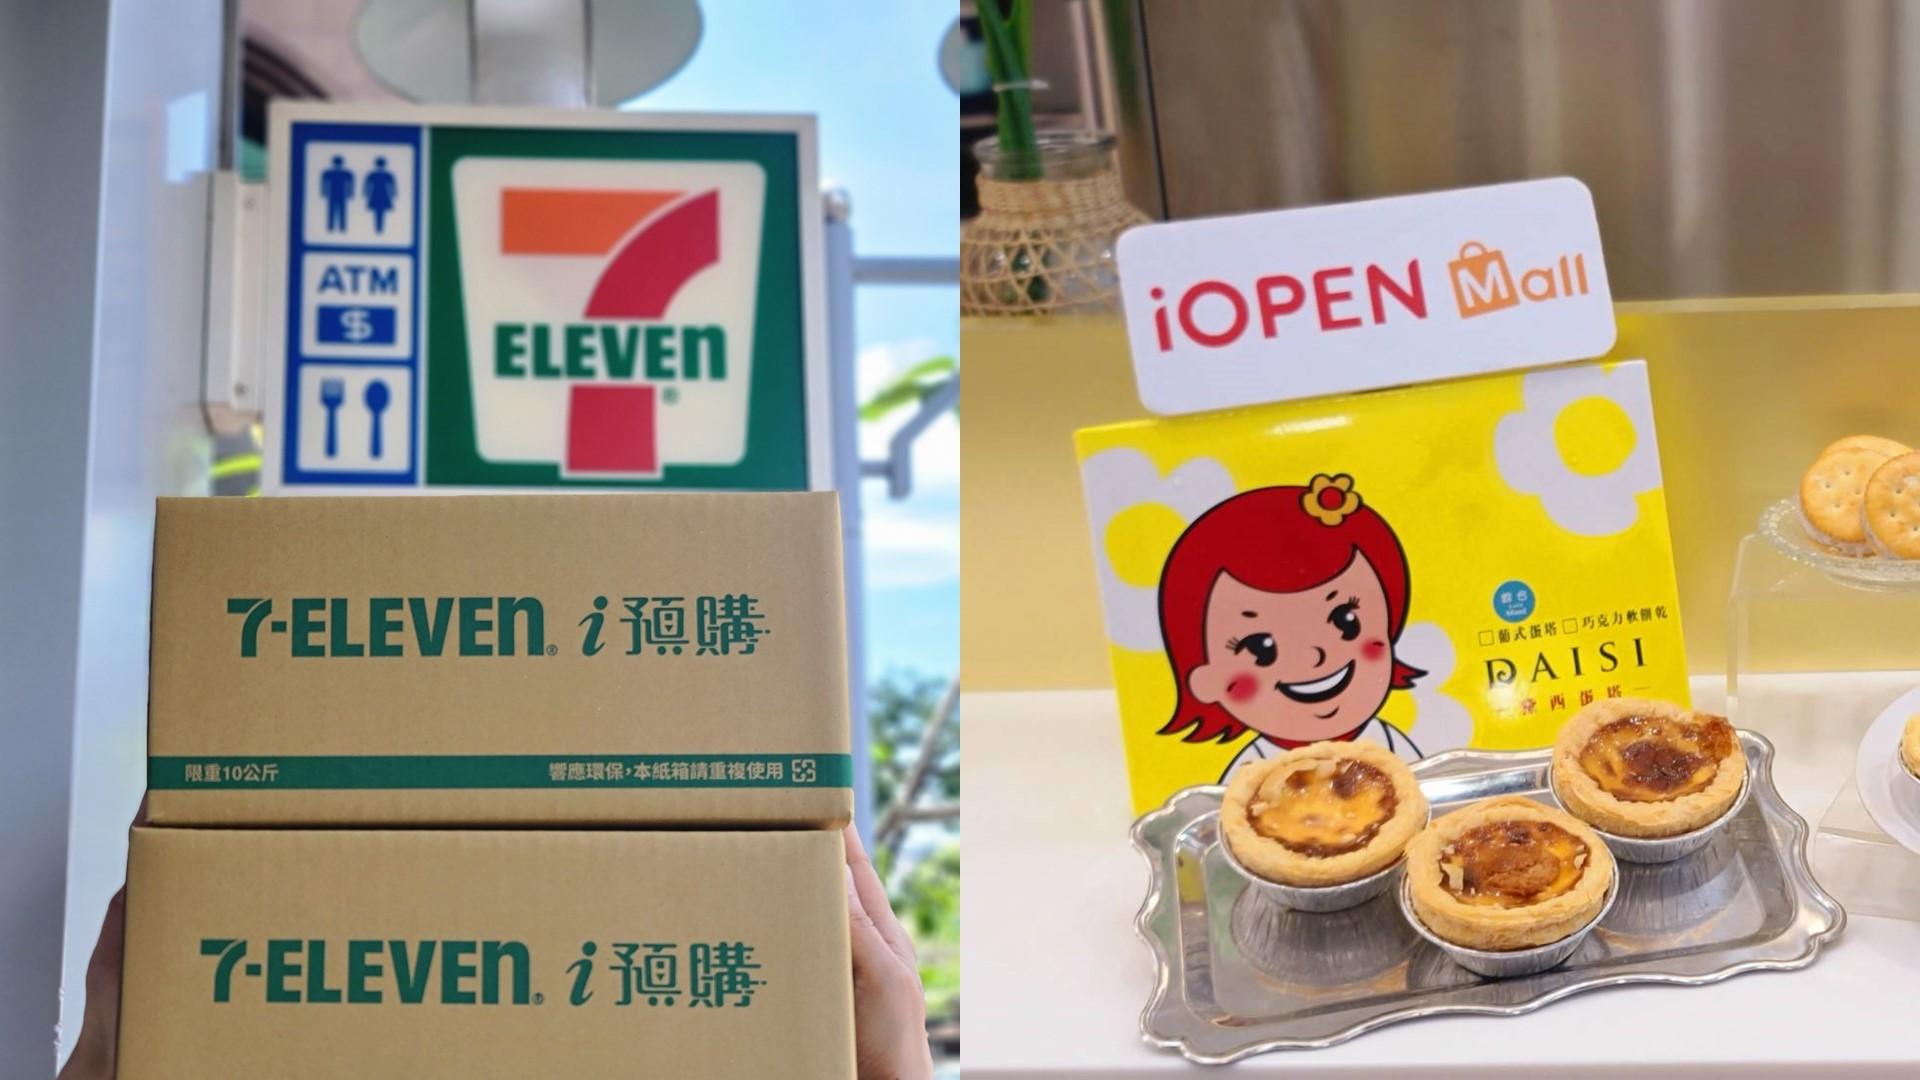 ATM
$
7
ELEVEn
®
7-ELEVEn® i預購
限重10公斤
響應環保,本紙箱請重複使用
7-ELEVEn® i預購
iOPEN Mall
綜合
□葡式蛋塔 □巧克力軟餅乾
DAISI
黛西蛋塔